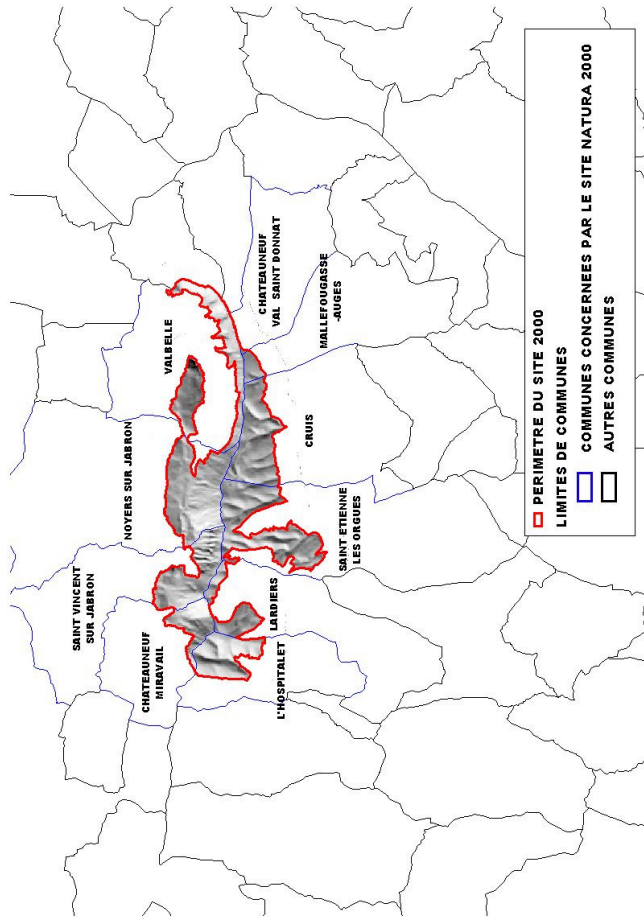 SAINT VINCENT
SUR JABRON
CHATEAUNEUF
MIRAVAIL
NOYERS SUR JABRON
VALBELLE
L'HOSPITALET
LARDIERS
SAINT ETIENNE
LES ORGUES
CRUIS
MALLEFOUGASSE
-AUGES
CHATEAUNEUF
VAL SAINT DONNAT
PERIMETRE DU SITE 2000
LIMITES DE COMMUNES
COMMUNES CONCERNEES PAR LE SITE NATURA 2000
AUTRES COMMUNES